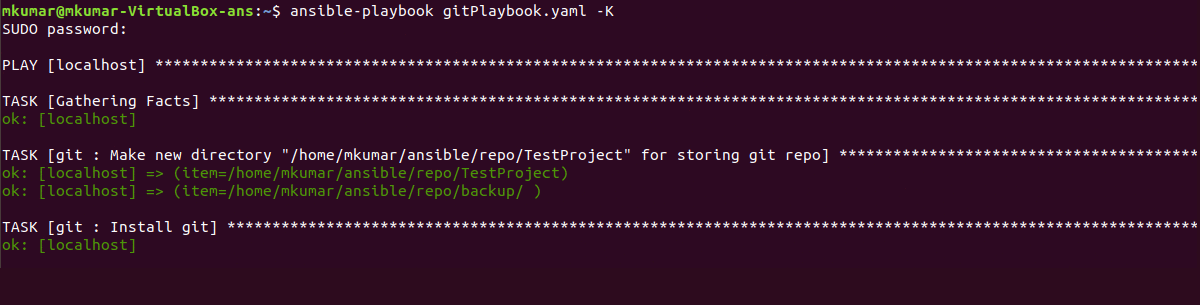 mkumar@mkumar-VirtualBox-ans:~$ ansible-playbook gitPlaybook.yaml -K
SUDO password:
PLAY [localhost] ********************************************************************************************************************
TASK [Gathering Facts] **************************************************************************************************************
ok: [localhost]
TASK [git : Make new directory "/home/mkumar/ansible/repo/TestProject" for storing git repo] ****************************************
ok: [localhost] => (item=/home/mkumar/ansible/repo/TestProject)
ok: [localhost] => (item=/home/mkumar/ansible/repo/backup/ )
TASK [git : Install git] ************************************************************************************************************
ok: [localhost]